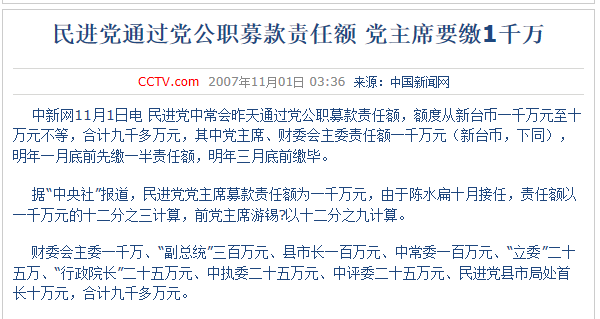 民进党通过党公职募款责任额 党主席要缴1千万
CCTV.com 2007年11月01日 03:36 来源：中国新闻网
中新网11月1日电 民进党中常会昨天通过党公职募款责任额，额度从新台币一千万元至十
万元不等，合计九千多万元，其中党主席、财委会主委责任额一千万元（新台币，下同），
明年一月底前先缴一半责任额，明年三月底前缴毕。
据“中央社”报道，民进党党主席募款责任额为一千万元，由于陈水扁十月接任，责任额以
一千万元的十二分之三计算，前党主席游锡?以十二分之九计算。
财委会主委一千万、“副总统”三百万元、县市长一百万元、中常委一百万元、“立委”二十
五万、“行政院长”二十五万元、中执委二十五万元、中评委二十五万元、民进党县市局处首
长十万元，合计九千多万元。